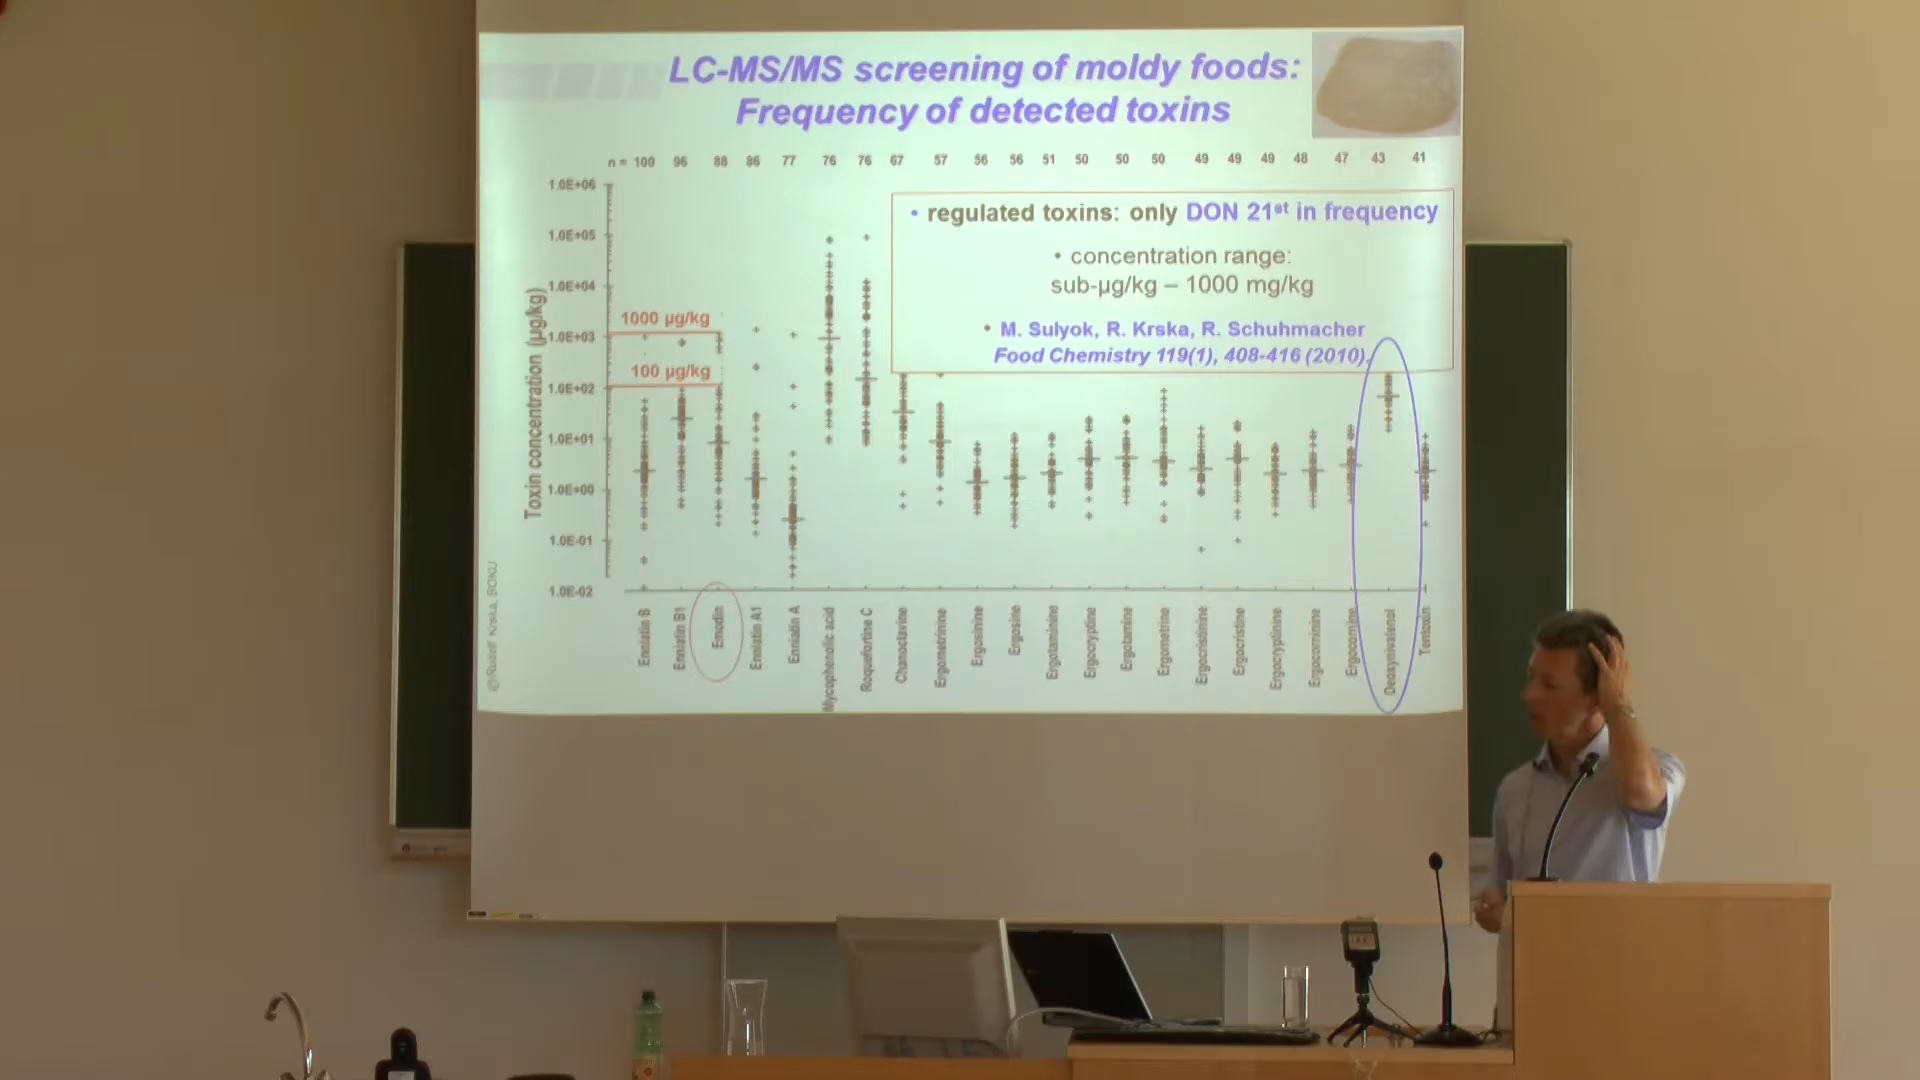 LC-MS/MS screening of moldy foods:
Frequency of detected toxins
n = 100 96 88 86 77 76 76 67 57 56 56 51 50 50 50 49 49 49 48 47 43 41
1.0E+06
1.0E+05
1.0E+04
1.0E+03
1.0E+02
1.0E+01
1.0E+00
1.0E-01
1.0E-02
Toxin concentration (µg/kg)
1000 µg/kg
100 µg/kg
• regulated toxins: only DON 21st in frequency
• concentration range:
sub-µg/kg – 1000 mg/kg
• M. Sulyok, R. Krska, R. Schuhmacher
Food Chemistry 119(1), 408-416 (2010).
Enniatin B
Enniatin B1
Emodin
Enniatin A1
Enniatin A
Mycophenolic acid
Roquefortine C
Chanoclavine
Ergometrinine
Ergosinine
Ergosine
Ergotaminine
Ergocryptine
Ergotamine
Ergometrine
Ergocristinine
Ergocristine
Ergocryptinine
Ergocorninine
Ergocornine
Deoxynivalenol
Tentoxin
©Rudolf Krska, BOKU